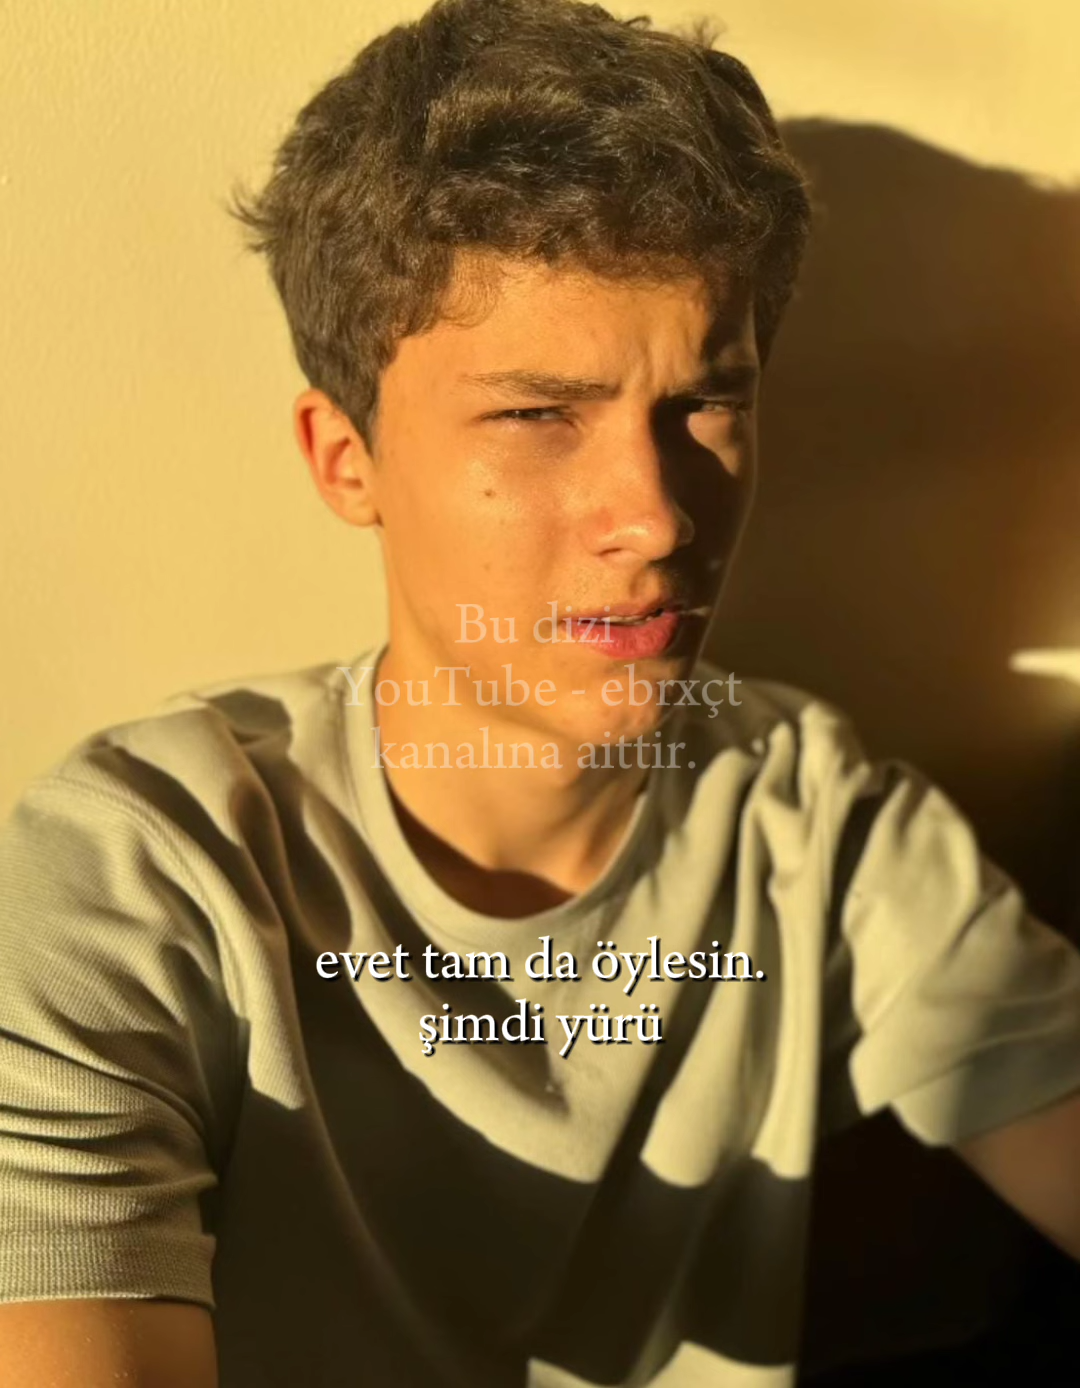 Bu dizi
YouTube - ebrxçt
kanalına aittir.
evet tam da öylesin.
şimdi yürü